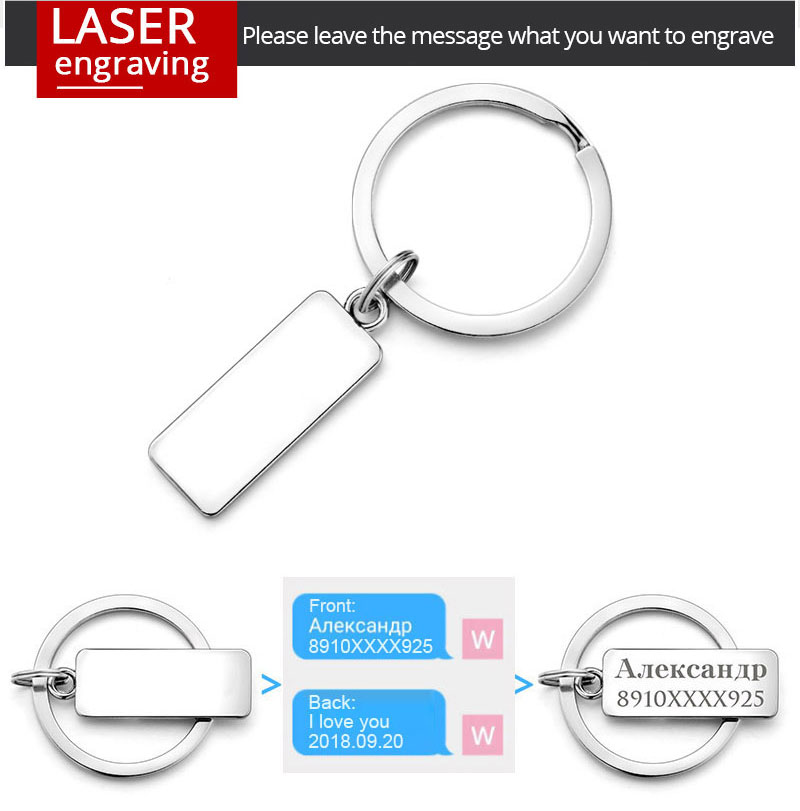 LASER
engraving
Please leave the message what you want to engrave
Front:
Александр
8910XXXX925
W
Back:
I love you
2018.09.20
W
Александр
8910XXXX925